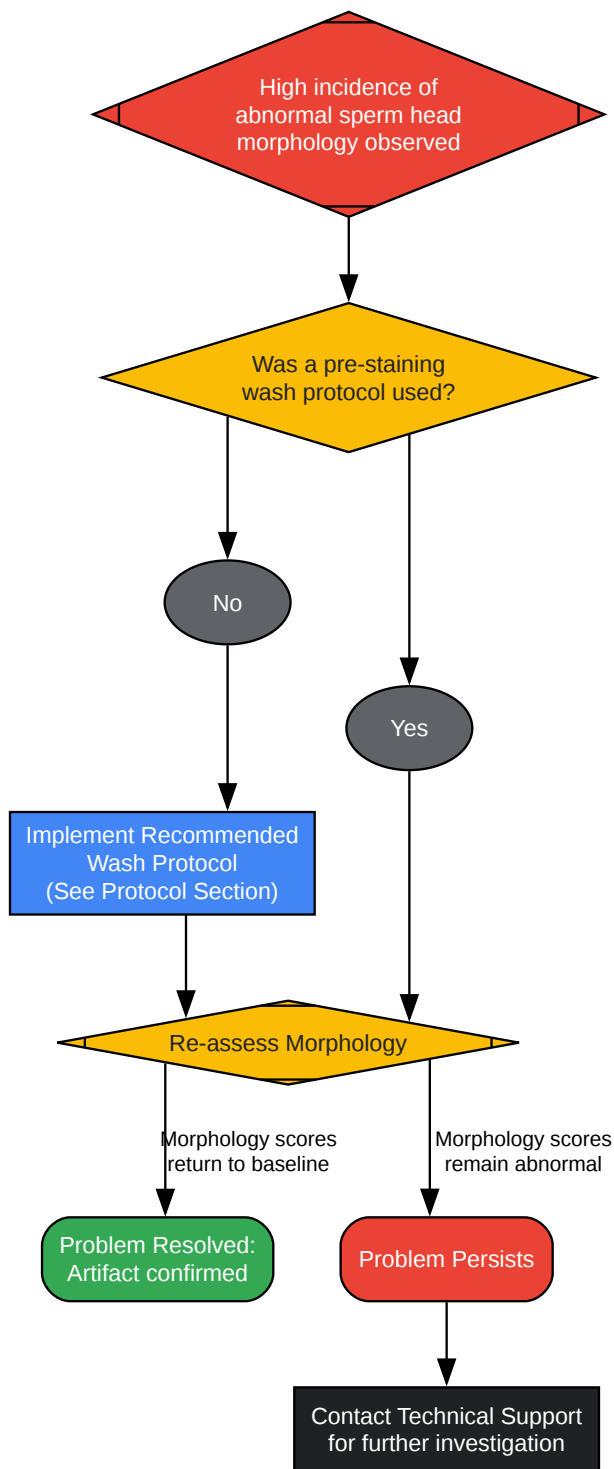 High incidence of
abnormal sperm head
morphology observed
Was a pre-staining
wash protocol used?
No
Yes
Implement Recommended
Wash Protocol
(See Protocol Section)
Re-assess Morphology
Morphology scores
return to baseline
Morphology scores
remain abnormal
Problem Resolved:
Artifact confirmed
Problem Persists
Contact Technical Support
for further investigation